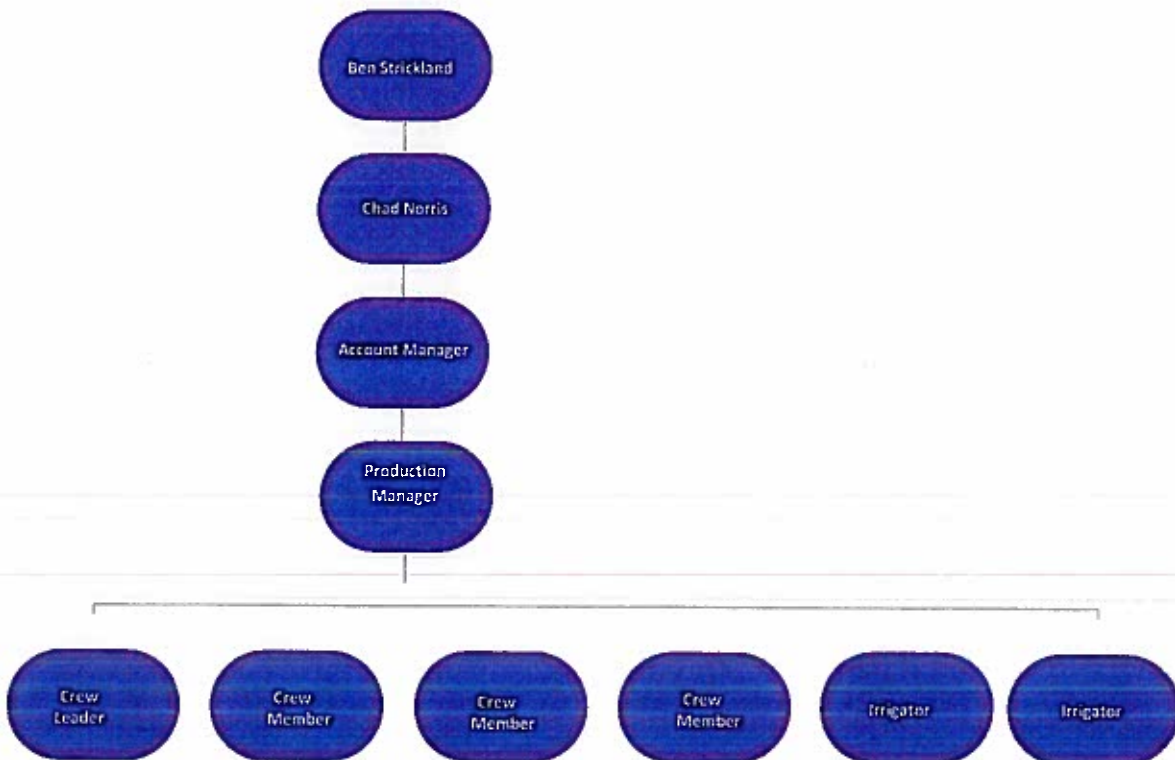 Ben Strickland
Chad Norris
Account Manager
Production
Manager
Crew
Leader
Crew
Member
Crew
Member
Crew
Member
Irrigator
Irrigator